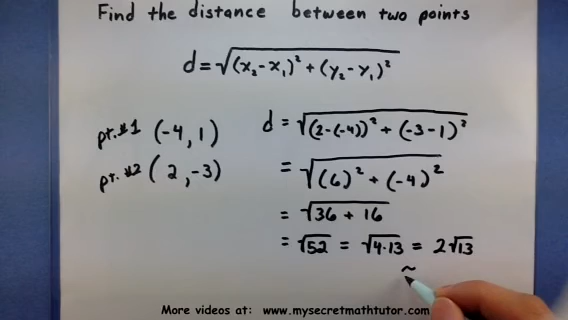 Find the distance between two points
d = √(x₂-x₁)² + (y₂-y₁)²
pt.#1 (-4, 1)
pt.#2 (2, -3)
d = √(2-(-4))² + (-3-1)²
= √(6)² + (-4)²
= √36 + 16
= √52 = √4·13 = 2√13
~
More videos at: www.mysecretmathtutor.com